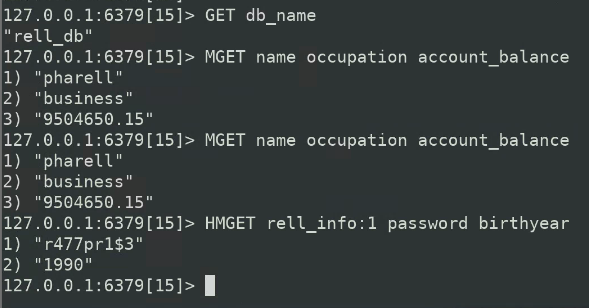 127.0.0.1:6379[15]> GET db_name
"rell_db"
127.0.0.1:6379[15]> MGET name occupation account_balance
1) "pharell"
2) "business"
3) "9504650.15"
127.0.0.1:6379[15]> MGET name occupation account_balance
1) "pharell"
2) "business"
3) "9504650.15"
127.0.0.1:6379[15]> HMGET rell_info:1 password birthyear
1) "r477pr1$3"
2) "1990"
127.0.0.1:6379[15]>